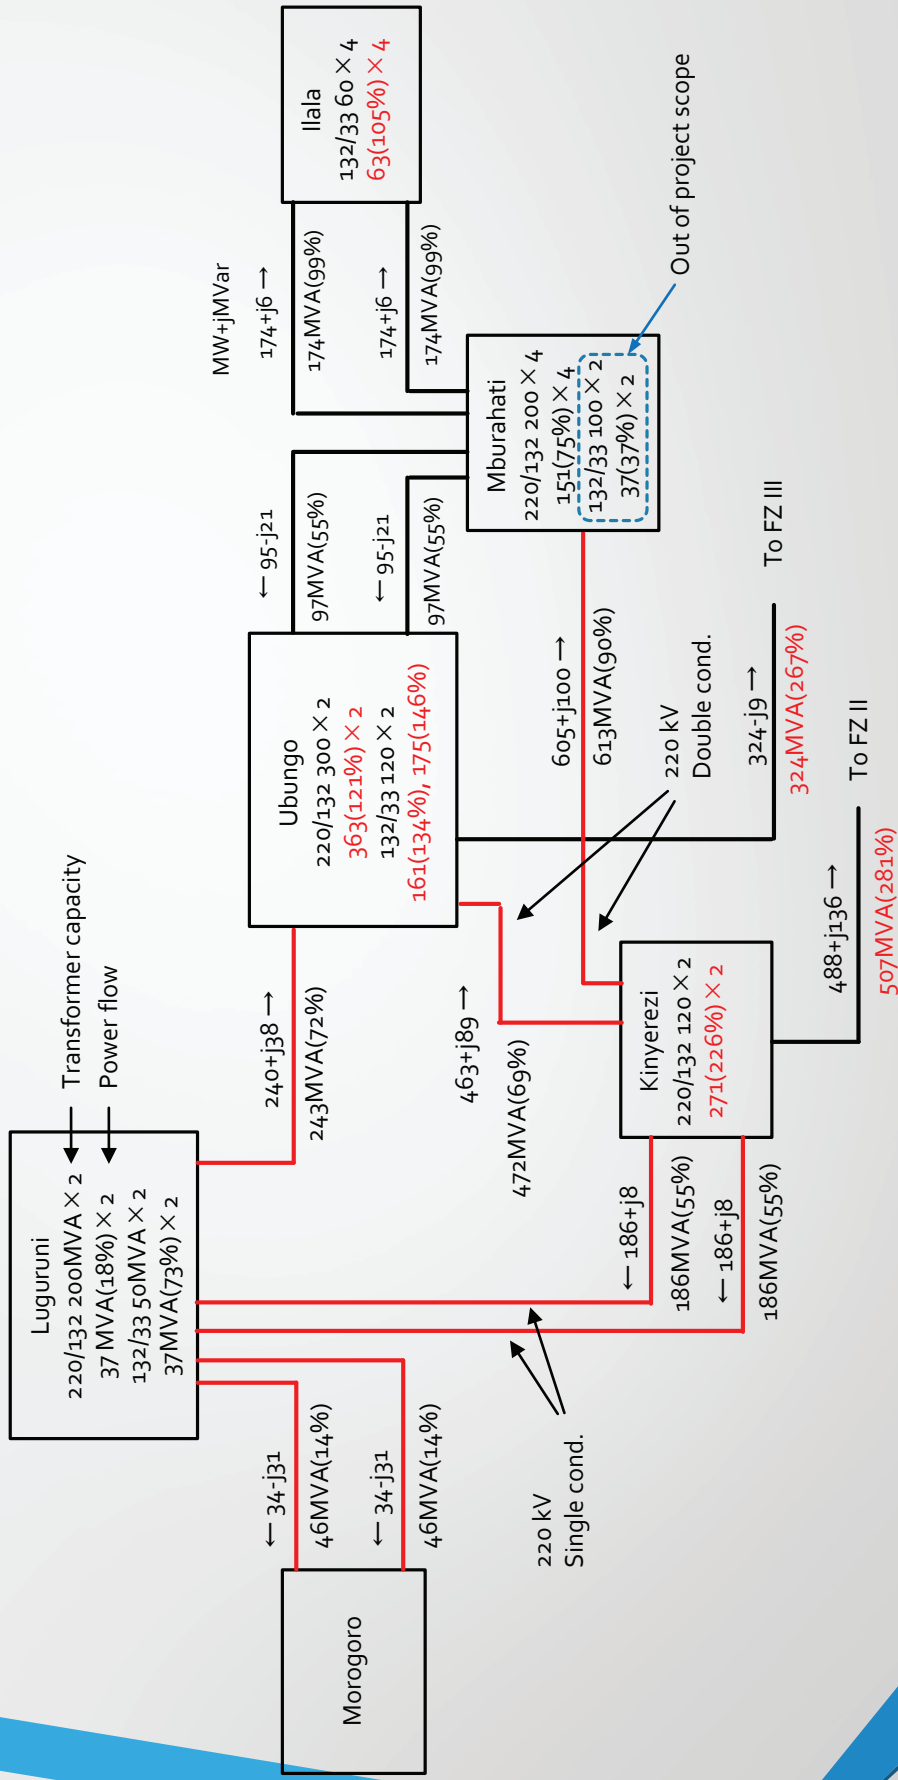 Morogoro
← 34-j31
46MVA(14%)
← 34-j31
46MVA(14%)
220 kV
Single cond.
Luguruni
220/132 200MVA × 2
37 MVA(18%) × 2
132/33 50MVA × 2
37MVA(73%) × 2
Transformer capacity
Power flow
240+j38 →
243MVA(72%)
463+j89 →
472MVA(69%)
← 186+j8
186MVA(55%)
← 186+j8
186MVA(55%)
Kinyerezi
220/132 120 × 2
271(226%) × 2
Ubungo
220/132 300 × 2
363(121%) × 2
132/33 120 × 2
161(134%), 175(146%)
605+j100 →
613MVA(90%)
220 kV
Double cond.
324-j9 →
324MVA(267%)
To FZ III
488+j136 →
507MVA(281%)
To FZ II
← 95-j21
97MVA(55%)
← 95-j21
97MVA(55%)
Mburahati
220/132 200 × 4
151(75%) × 4
132/33 100 × 2
37(37%) × 2
MW+jMVar
174+j6 →
174MVA(99%)
174+j6 →
174MVA(99%)
Ilala
132/33 60 × 4
63(105%) × 4
Out of project scope